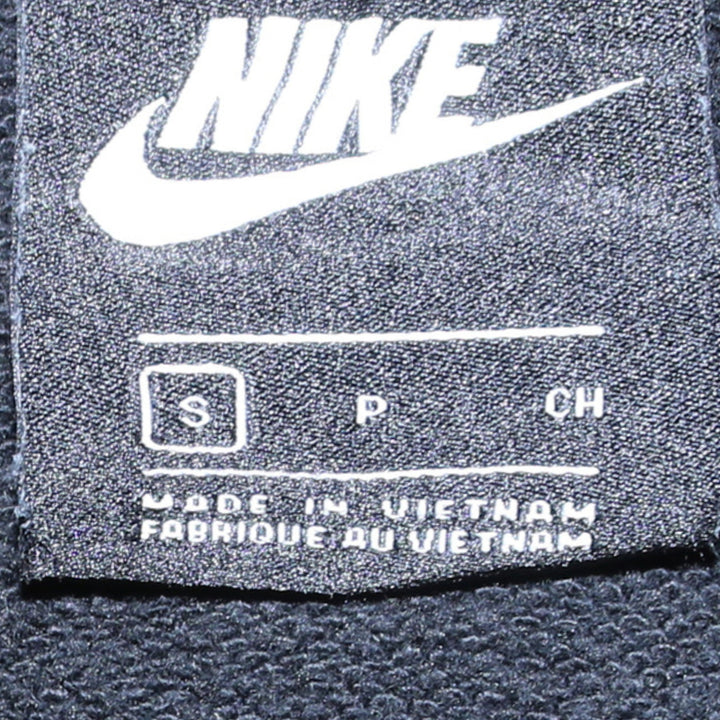 NIKE
S P CH
MADE IN VIETNAM
FABRIQUE AU VIETNAM